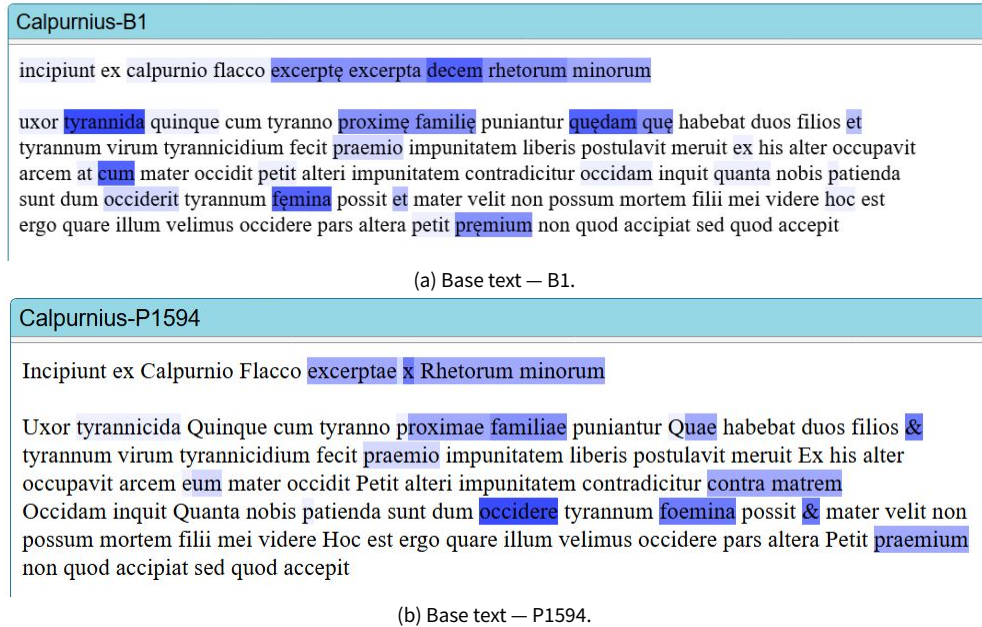 Calpurnius-B1
incipiunt ex calpurnio flacco excerptę excerpta decem rhetorum minorum
uxor tyrannida quinque cum tyranno proximę familię puniantur quędam quę habebat duos filios et
tyrannum virum tyrannicidium fecit praemio impunitatem liberis postulavit meruit ex his alter occupavit
arcem at cum mater occidit petit alteri impunitatem contradicitur occidam inquit quanta nobis patienda
sunt dum occiderit tyrannum fęmina possit et mater velit non possum mortem filii mei videre hoc est
ergo quare illum velimus occidere pars altera petit pręmium non quod accipiat sed quod accepit
(a) Base text — B1.
Calpurnius-P1594
Incipiunt ex Calpurnio Flacco excerptae x Rhetorum minorum
Uxor tyrannicida Quinque cum tyranno proximae familiae puniantur Quae habebat duos filios &
tyrannum virum tyrannicidium fecit praemio impunitatem liberis postulavit meruit Ex his alter
occupavit arcem eum mater occidit Petit alteri impunitatem contradicitur contra matrem
Occidam inquit Quanta nobis patienda sunt dum occidere tyrannum foemina possit & mater velit non
possum mortem filii mei videre Hoc est ergo quare illum velimus occidere pars altera Petit praemium
non quod accipiat sed quod accepit
(b) Base text — P1594.